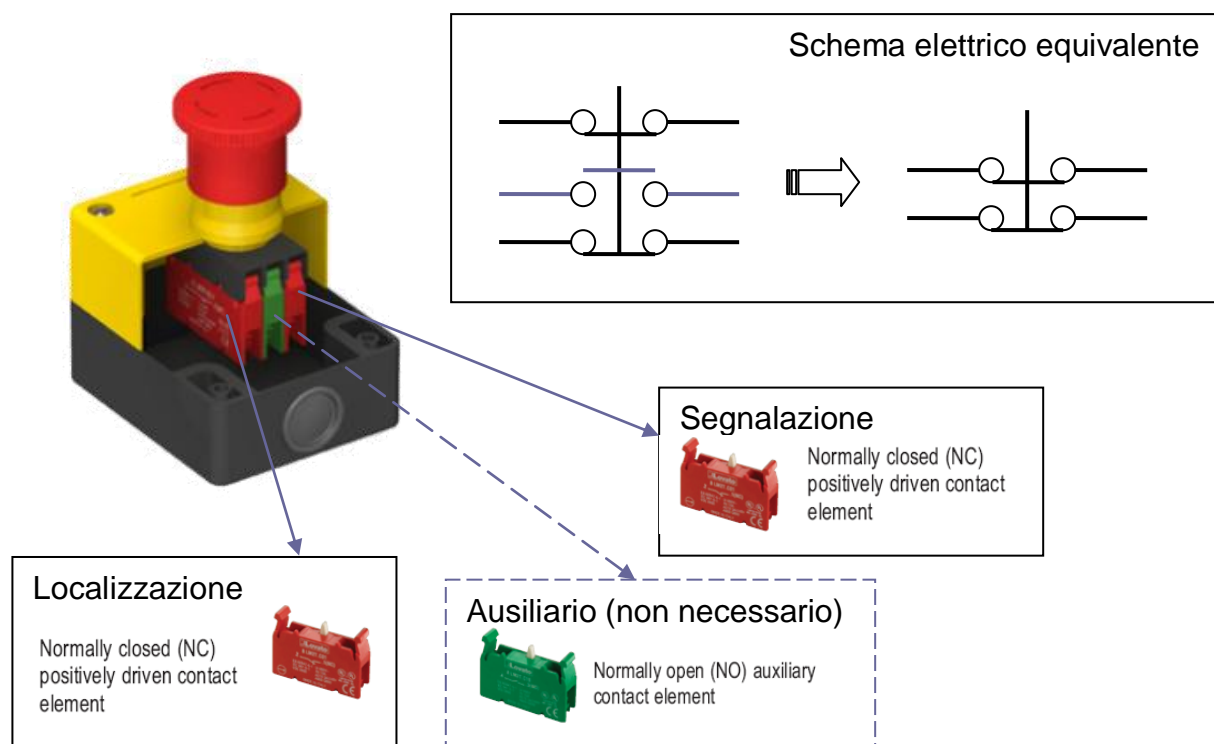 Schema elettrico equivalente
Segnalazione
Normally closed (NC)
positively driven contact
element
Localizzazione
Normally closed (NC)
positively driven contact
element
Ausiliario (non necessario)
Normally open (NO) auxiliary
contact element